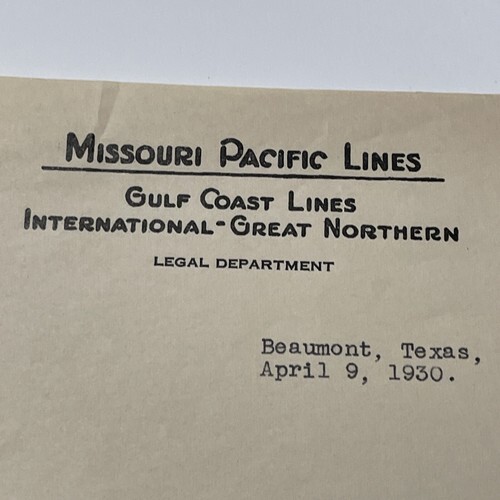 MISSOURI PACIFIC LINES
GULF COAST LINES
INTERNATIONAL-GREAT NORTHERN
LEGAL DEPARTMENT
Beaumont, Texas,
April 9, 1930.